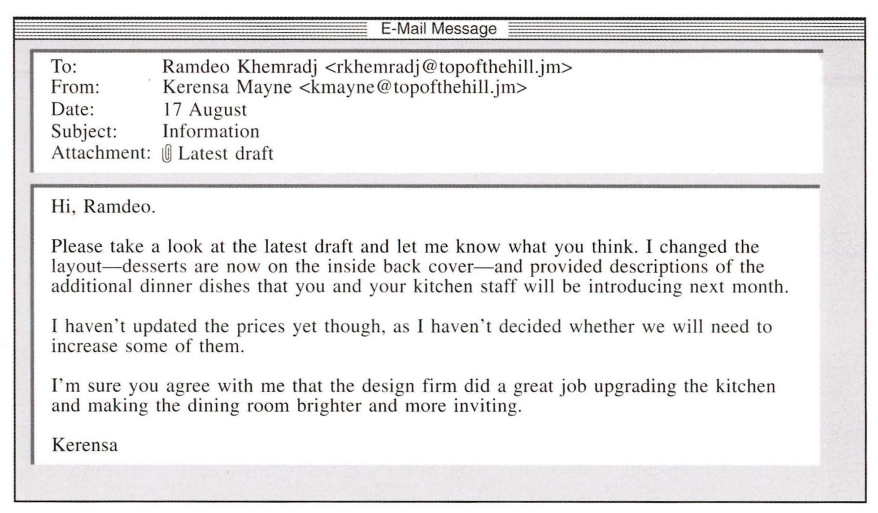 E-Mail Message
To: Ramdeo Khemradj <rkhemradj@topofthehill.jm>
From: Kerensa Mayne <kmayne@topofthehill.jm>
Date: 17 August
Subject: Information
Attachment: Latest draft
Hi, Ramdeo.
Please take a look at the latest draft and let me know what you think. I changed the
layout—desserts are now on the inside back cover—and provided descriptions of the
additional dinner dishes that you and your kitchen staff will be introducing next month.
I haven't updated the prices yet though, as I haven't decided whether we will need to
increase some of them.
I'm sure you agree with me that the design firm did a great job upgrading the kitchen
and making the dining room brighter and more inviting.
Kerensa